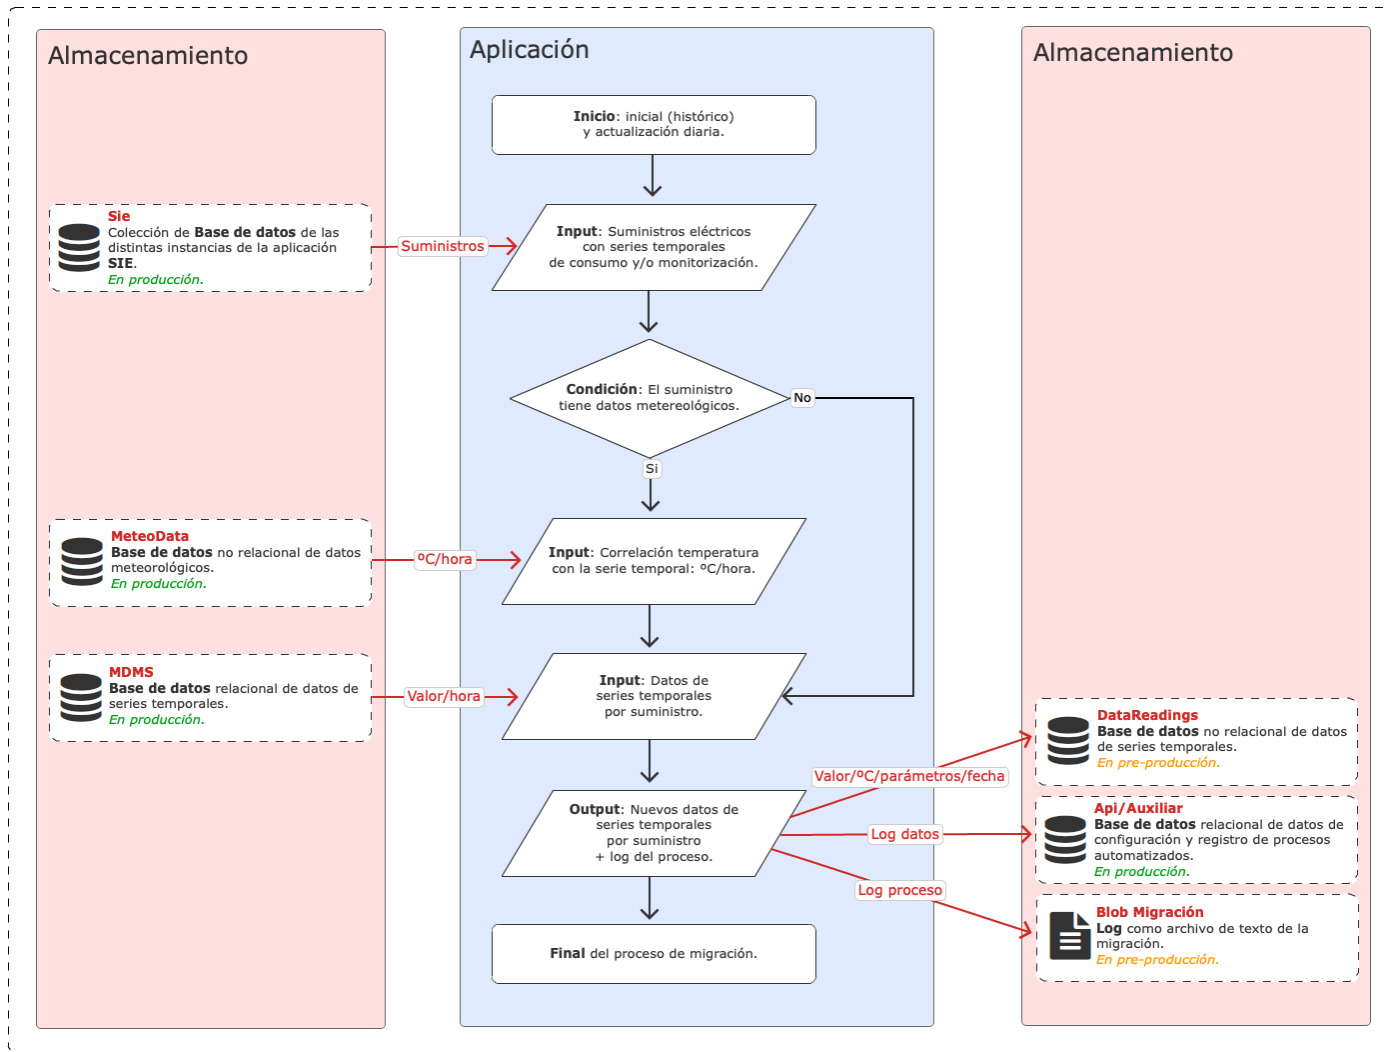 Almacenamiento
Sie
Colección de Base de datos de las
distintas instancias de la aplicación
SIE.
En producción.
MeteoData
Base de datos no relacional de datos
meteorológicos.
En producción.
MDMS
Base de datos relacional de datos de
series temporales.
En producción.
Suministros
ºC/hora
Valor/hora
Aplicación
Inicio: inicial (histórico)
y actualización diaria.
Input: Suministros eléctricos
con series temporales
de consumo y/o monitorización.
Condición: El suministro
tiene datos metereológicos.
No
Si
Input: Correlación temperatura
con la serie temporal: ºC/hora.
Input: Datos de
series temporales
por suministro.
Output: Nuevos datos de
series temporales
por suministro
+ log del proceso.
Final del proceso de migración.
Valor/ºC/parámetros/fecha
Log datos
Log proceso
Almacenamiento
DataReadings
Base de datos no relacional de datos
de series temporales.
En pre-producción.
Api/Auxiliar
Base de datos relacional de datos de
configuración y registro de procesos
automatizados.
En producción.
Blob Migración
Log como archivo de texto de la
migración.
En pre-producción.